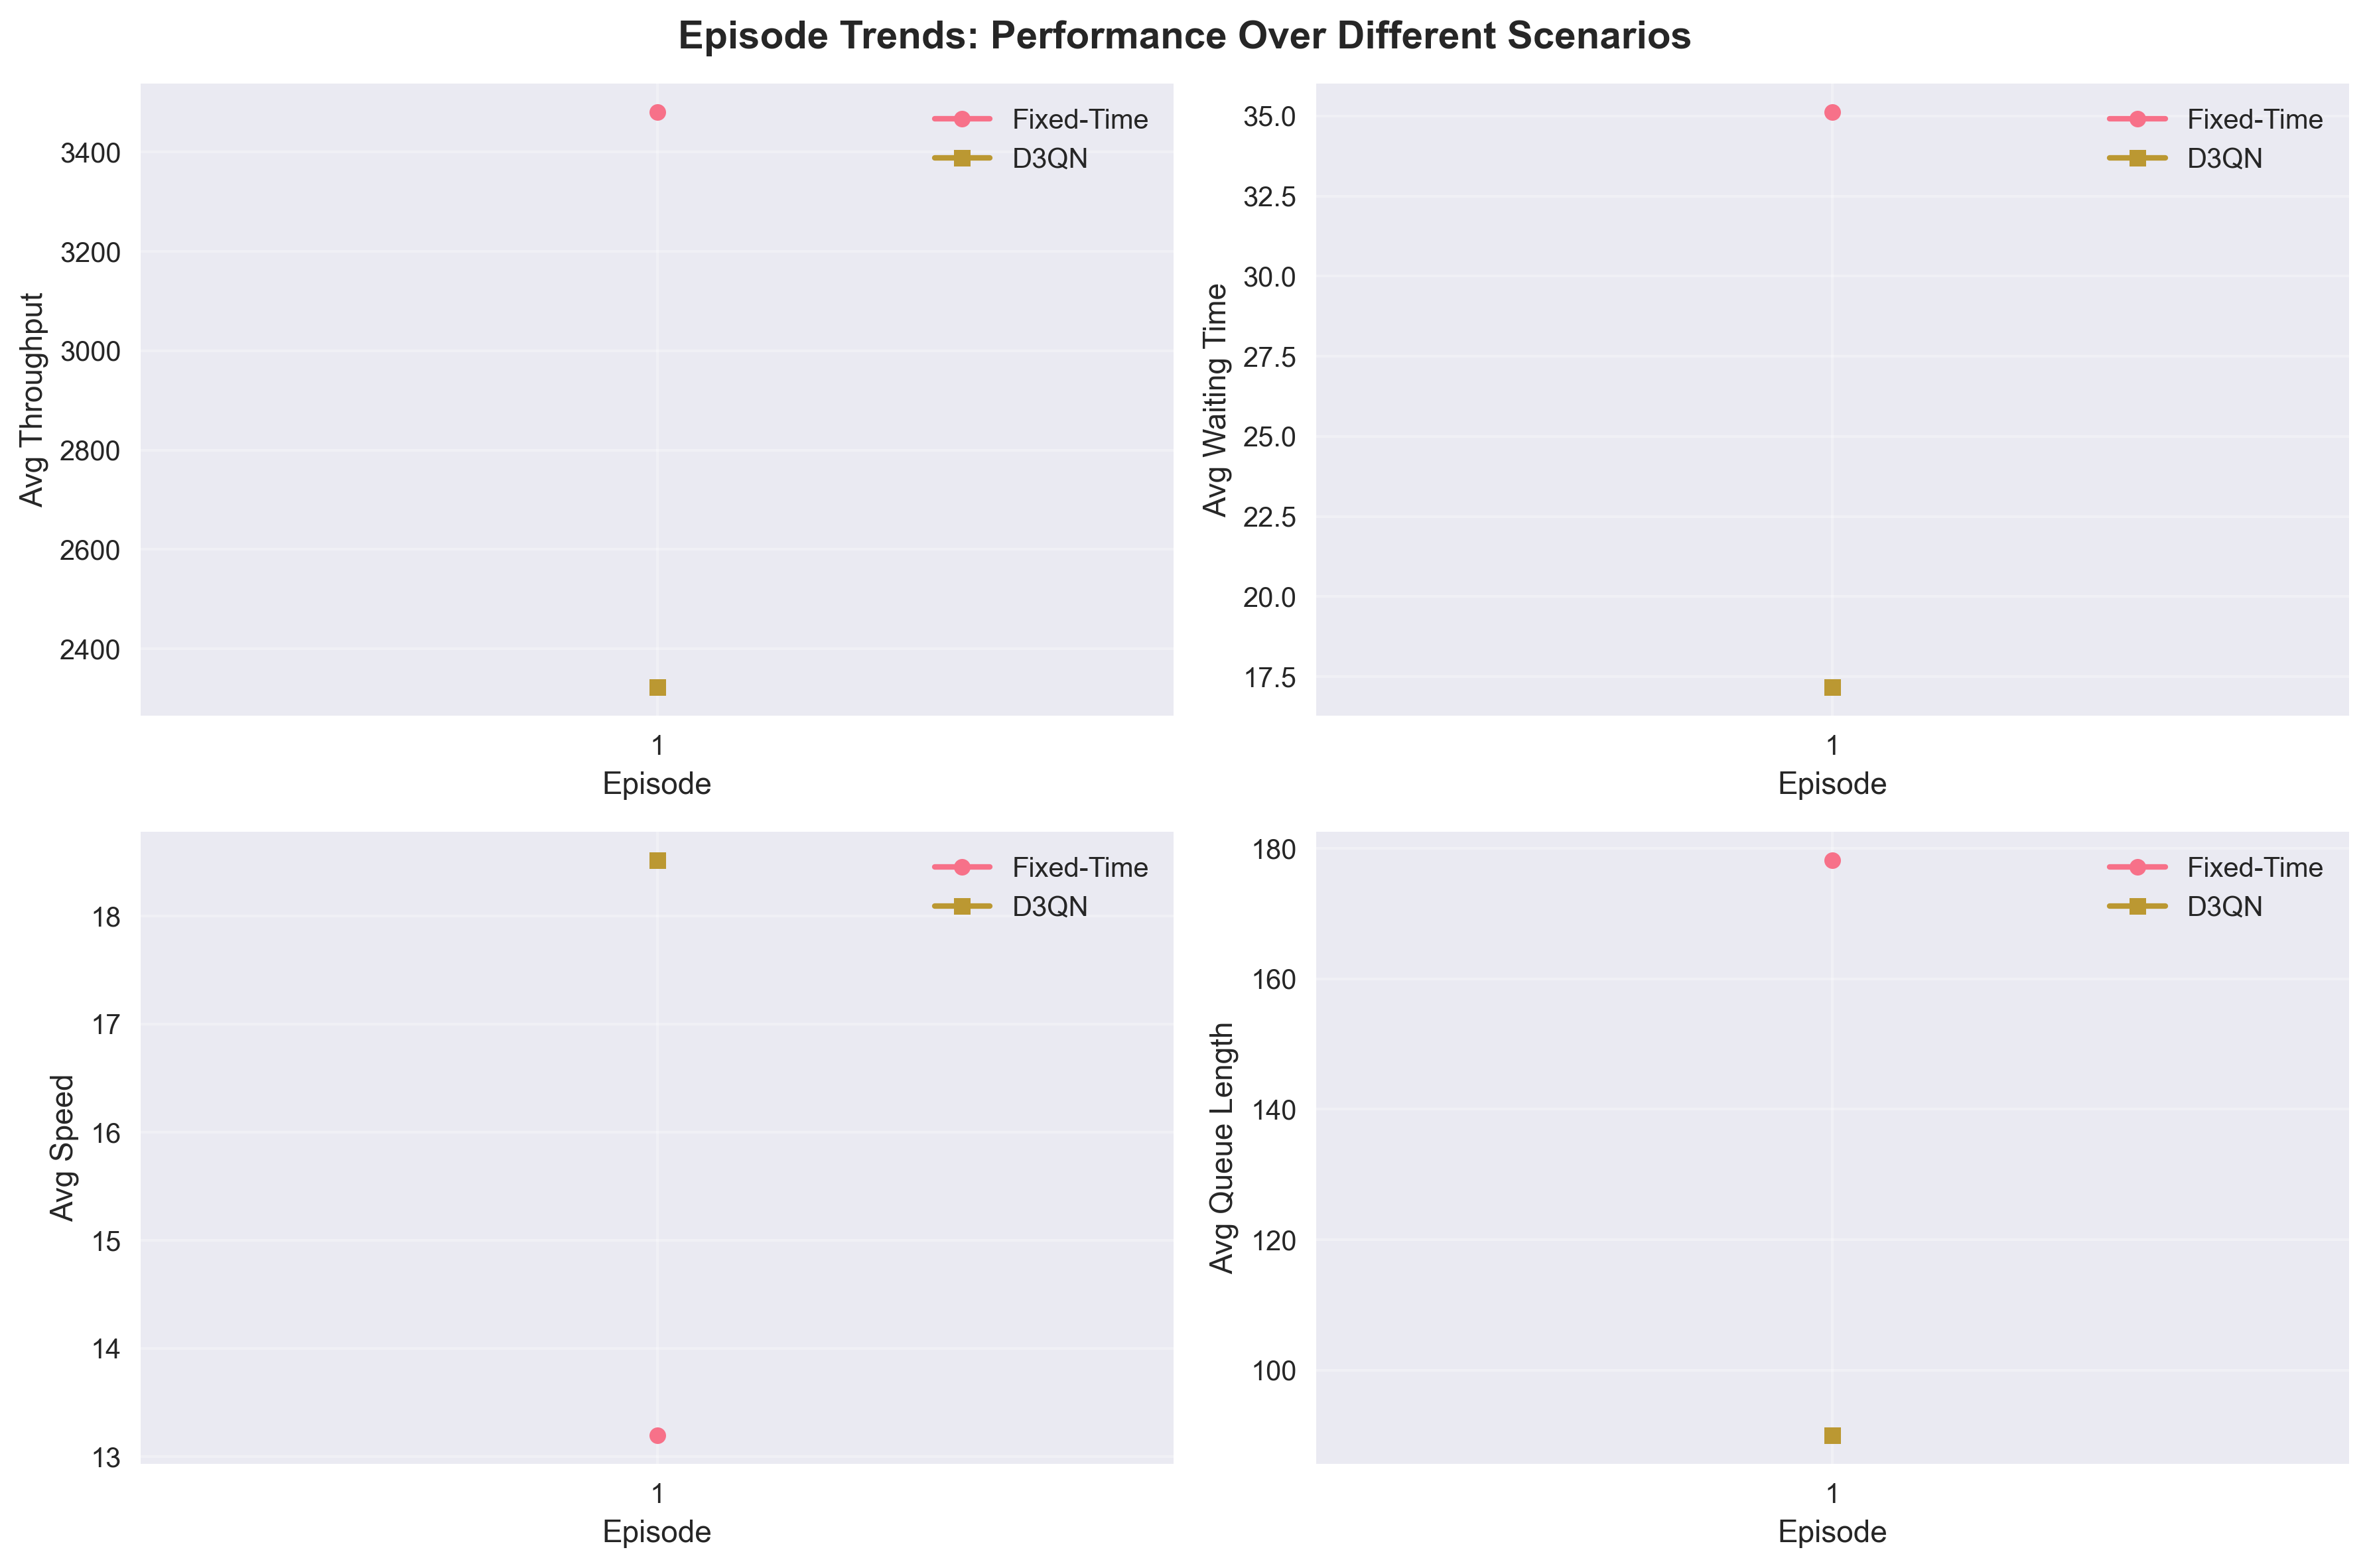 Episode Trends: Performance Over Different Scenarios
Avg Throughput
3400
3200
3000
2800
2600
2400
Fixed-Time
D3QN
1
Episode
Avg Waiting Time
35.0
32.5
30.0
27.5
25.0
22.5
20.0
17.5
Fixed-Time
D3QN
1
Episode
Avg Speed
18
17
16
15
14
13
Fixed-Time
D3QN
1
Episode
Avg Queue Length
180
160
140
120
100
Fixed-Time
D3QN
1
Episode